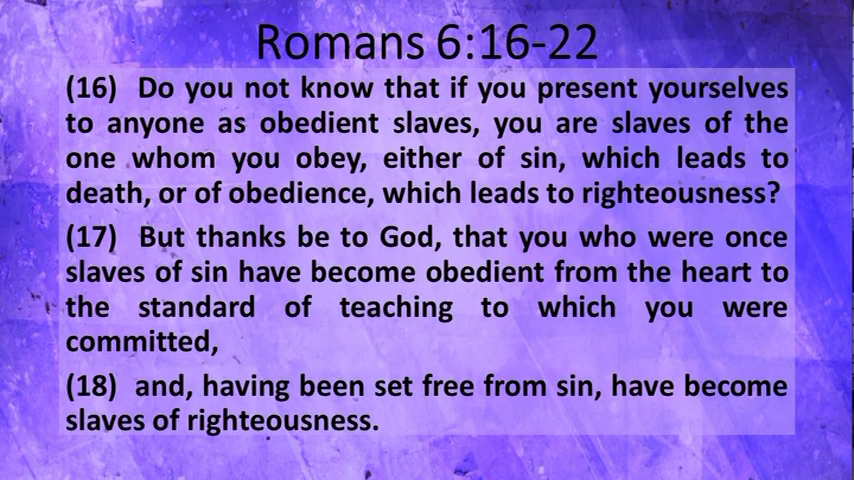 Romans 6:16-22
(16) Do you not know that if you present yourselves
to anyone as obedient slaves, you are slaves of the
one whom you obey, either of sin, which leads to
death, or of obedience, which leads to righteousness?
(17) But thanks be to God, that you who were once
slaves of sin have become obedient from the heart to
the standard of teaching to which you were
committed,
(18) and, having been set free from sin, have become
slaves of righteousness.